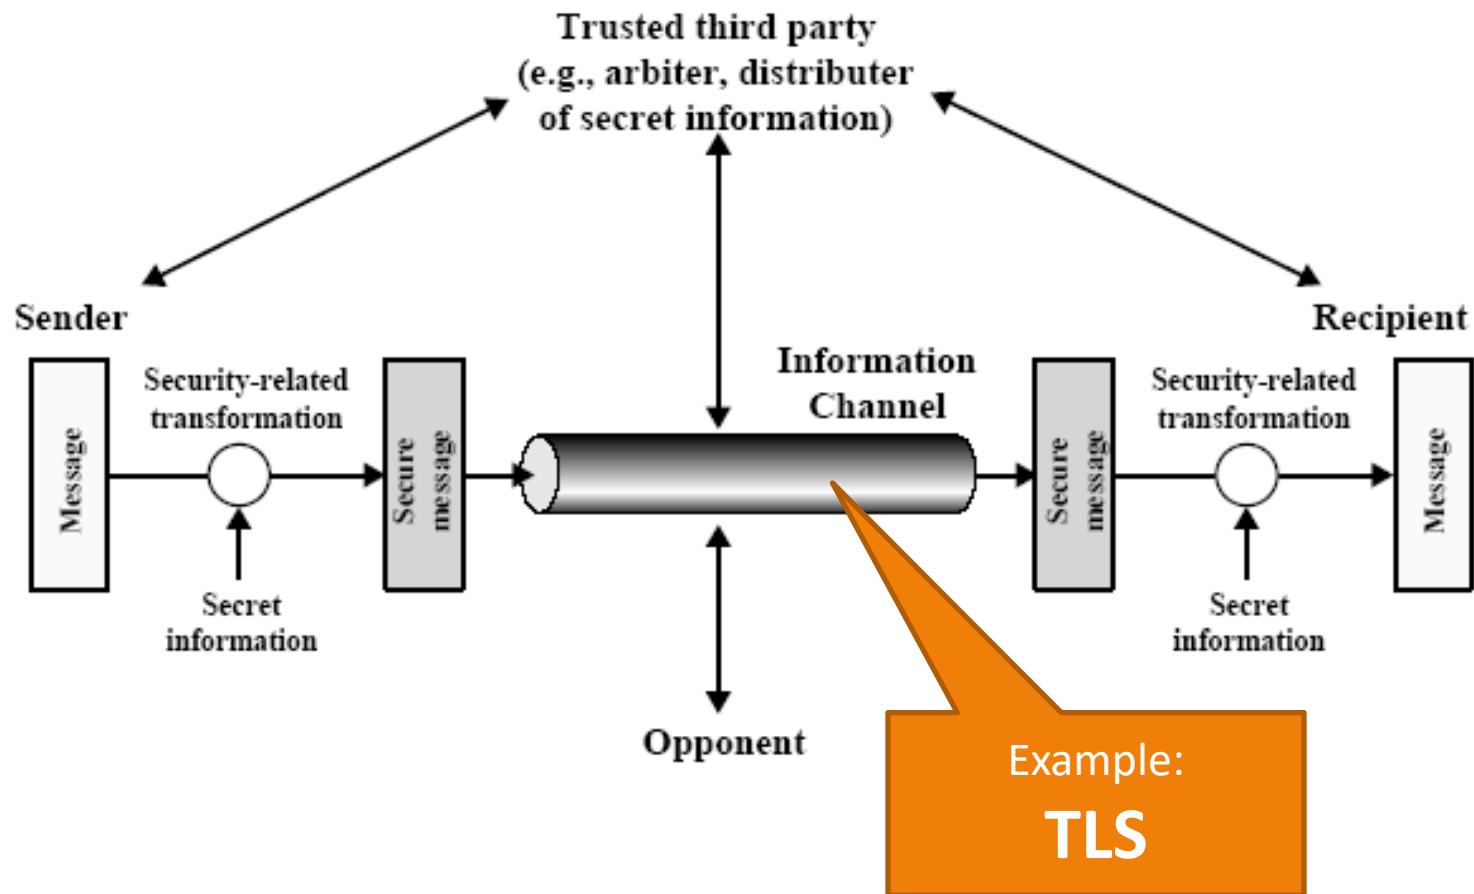 Trusted third party
(e.g., arbiter, distributer
of secret information)
Sender
Recipient
Information
Channel
Security-related
transformation
Security-related
transformation
Message
Secure
message
Secure
message
Message
Secret
information
Secret
information
Opponent
Example:
TLS